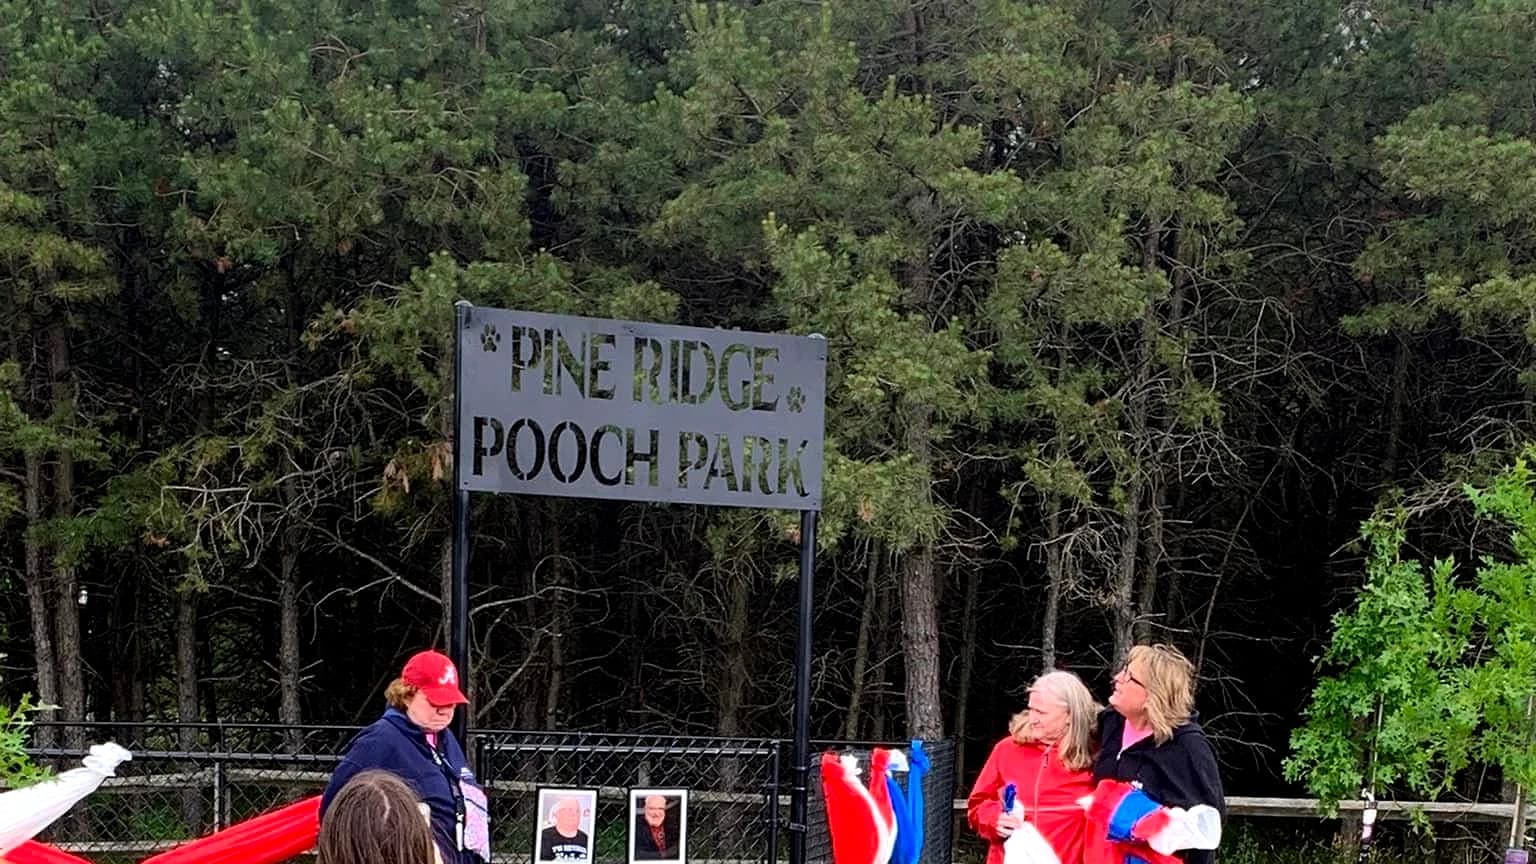 PINE RIDGE
POOCH PARK
A